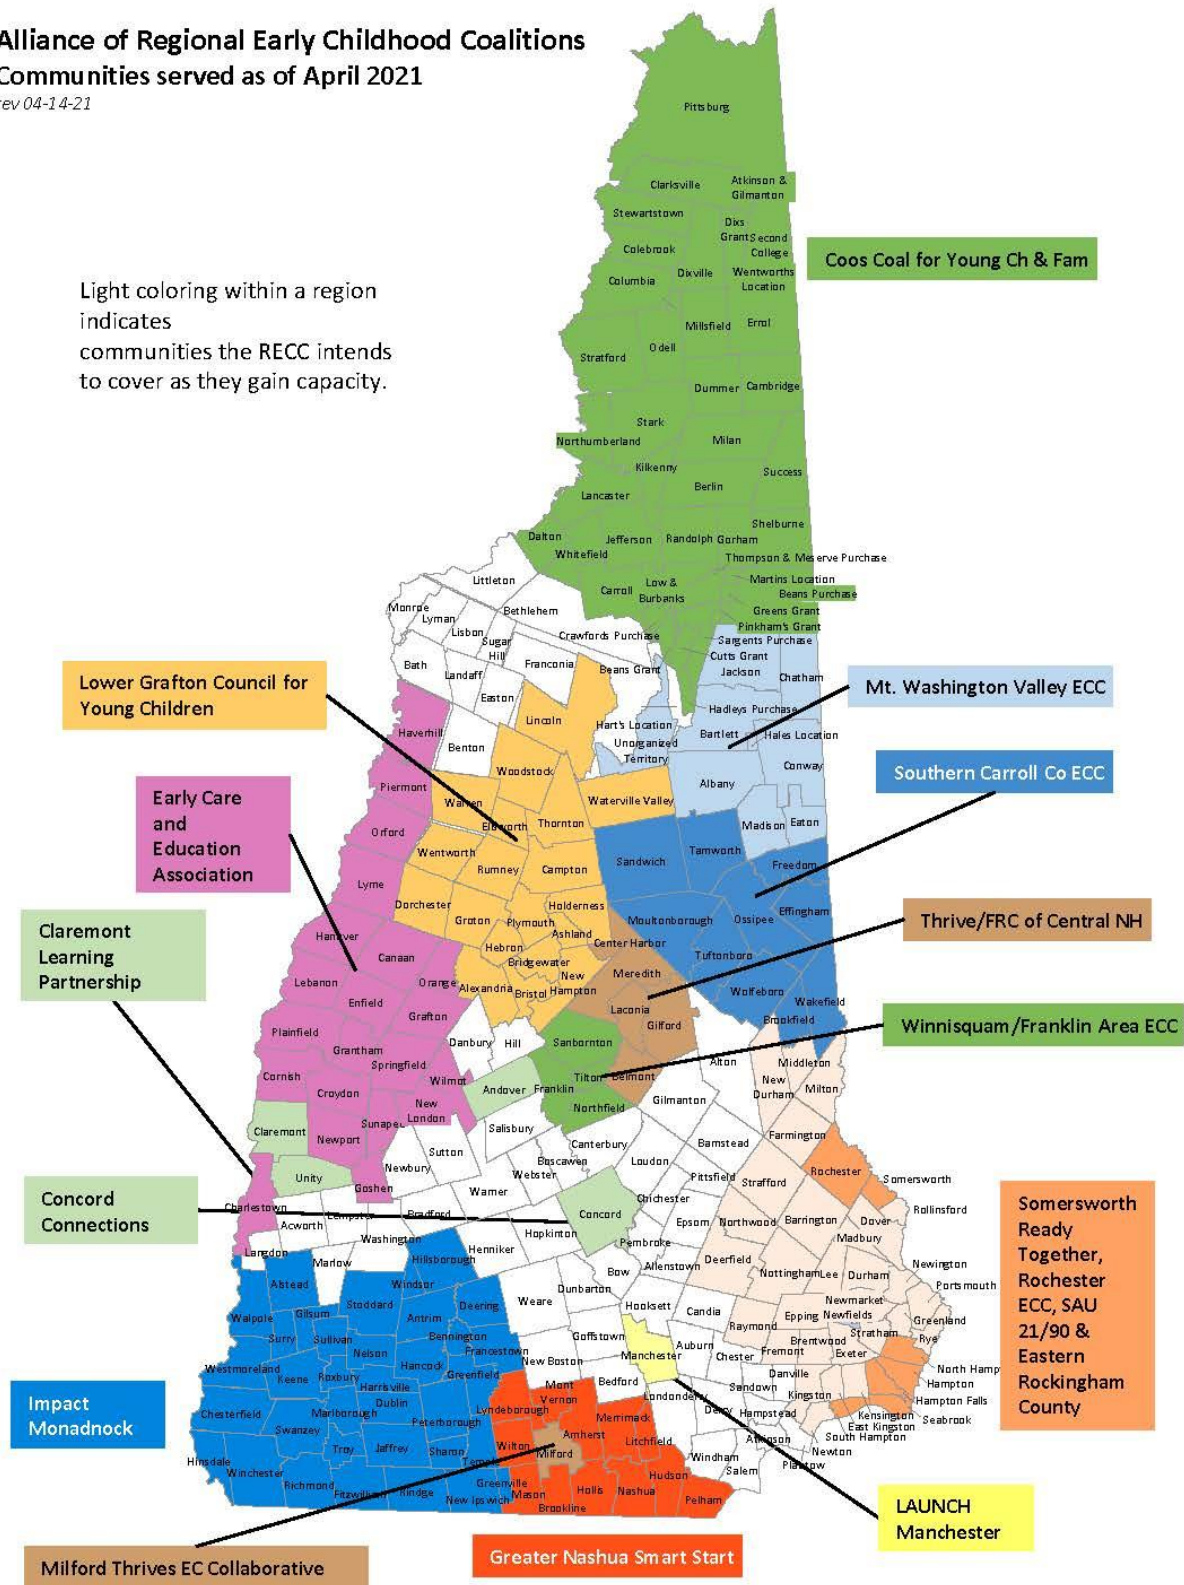 Alliance of Regional Early Childhood Coalitions
Communities served as of April 2021
rev 04-14-21
Light coloring within a region
indicates
communities the RECC intends
to cover as they gain capacity.
Pittsburg
Clarksville
Atkinson &
Gilmanton
Stewartstown
Dixs
Grant
Second
College
Colebrook
Columbia
Dixville
Wentworths
Location
Coos Coal for Young Ch & Fam
Millsfield
Errol
Odell
Stratford
Dummer
Cambridge
Stark
Northumberland
Milan
Kilkenny
Success
Berlin
Lancaster
Shelburne
Dalton
Jefferson
Randolph
Gorham
Whitefield
Thompson & Meserve Purchase
Littleton
Carroll
Low &
Burbanks
Martins Location
Beans Purchase
Monroe
Lyman
Bethlehem
Greens Grant
Pinkham's Grant
Lisbon
Sugar
Hill
Crawfords Purchase
Sargents Purchase
Cutts Grant
Jackson
Bath
Landaff
Franconia
Beans Grant
Chatham
Easton
Lower Grafton Council for
Young Children
Mt. Washington Valley ECC
Hadleys Purchase
Lincoln
Hart's Location
Haverhill
Bartlett
Hales Location
Benton
Unorganized
Territory
Woodstock
Conway
Southern Carroll Co ECC
Piermont
Albany
Early Care
and
Education
Association
Warren
Waterville Valley
Ellsworth
Thornton
Madison
Eaton
Orford
Wentworth
Tamworth
Sandwich
Freedom
Rumney
Campton
Lyme
Dorchester
Holderness
Groton
Plymouth
Moultonborough
Ossipee
Effingham
Ashland
Hanover
Center Harbor
Thrive/FRC of Central NH
Claremont
Learning
Partnership
Hebron
Canaan
Tuftonboro
Bridgewater
New
Hampton
Meredith
Lebanon
Orange
Alexandria
Bristol
Wolfeboro
Enfield
Laconia
Wakefield
Grafton
Gilford
Brookfield
Winnisquam/Franklin Area ECC
Plainfield
Danbury
Hill
Sanbornton
Grantham
Springfield
Alton
Middleton
Cornish
Wilmot
Tilton
Belmont
New
Durham
Milton
Croydon
Andover
Franklin
New
London
Gilmanton
Northfield
Claremont
Sunapee
Newport
Salisbury
Farmington
Canterbury
Barnstead
Sutton
Boscawen
Loudon
Rochester
Newbury
Webster
Unity
Pittsfield
Strafford
Somersworth
Goshen
Warner
Concord
Connections
Charlestown
Lempster
Bradford
Concord
Chichester
Rollinsford
Acworth
Epsom
Northwood
Barrington
Dover
Washington
Hopkinton
Madbury
Langdon
Henniker
Pembroke
Marlow
Hillsborough
Deerfield
Allenstown
Bow
Nottingham
Lee
Durham
Newington
Alstead
Windsor
Dunbarton
Portsmouth
Stoddard
Deering
Weare
Newmarket
Walpole
Gilsum
Antrim
Hooksett
Candia
Epping
Newfields
Greenland
Raymond
Stratham
Rye
Surry
Sullivan
Bennington
Goffstown
Auburn
Brentwood
Nelson
Francestown
Manchester
Chester
Fremont
Exeter
Westmoreland
Hancock
New Boston
North Hamp
Keene
Roxbury
Greenfield
Danville
Hampton
Harrisville
Mont
Vernon
Bedford
Londonderry
Sandown
Kingston
Hampton Falls
Dublin
Lyndeborough
Chesterfield
Marlborough
Merrimack
Derry
Hampstead
Kensington
Seabrook
Peterborough
East Kingston
Swanzey
Amherst
Litchfield
Atkinson
South Hampton
Troy
Jaffrey
Sharon
Wilton
Milford
Newton
Hinsdale
Temple
Windham
Plaistow
Winchester
Hudson
Salem
Richmond
Fitzwilliam
Rindge
Greenville
Mason
Hollis
Nashua
New Ipswich
Brookline
Pelham
Somersworth
Ready
Together,
Rochester
ECC, SAU
21/90 &
Eastern
Rockingham
County
Impact
Monadnock
LAUNCH
Manchester
Greater Nashua Smart Start
Milford Thrives EC Collaborative